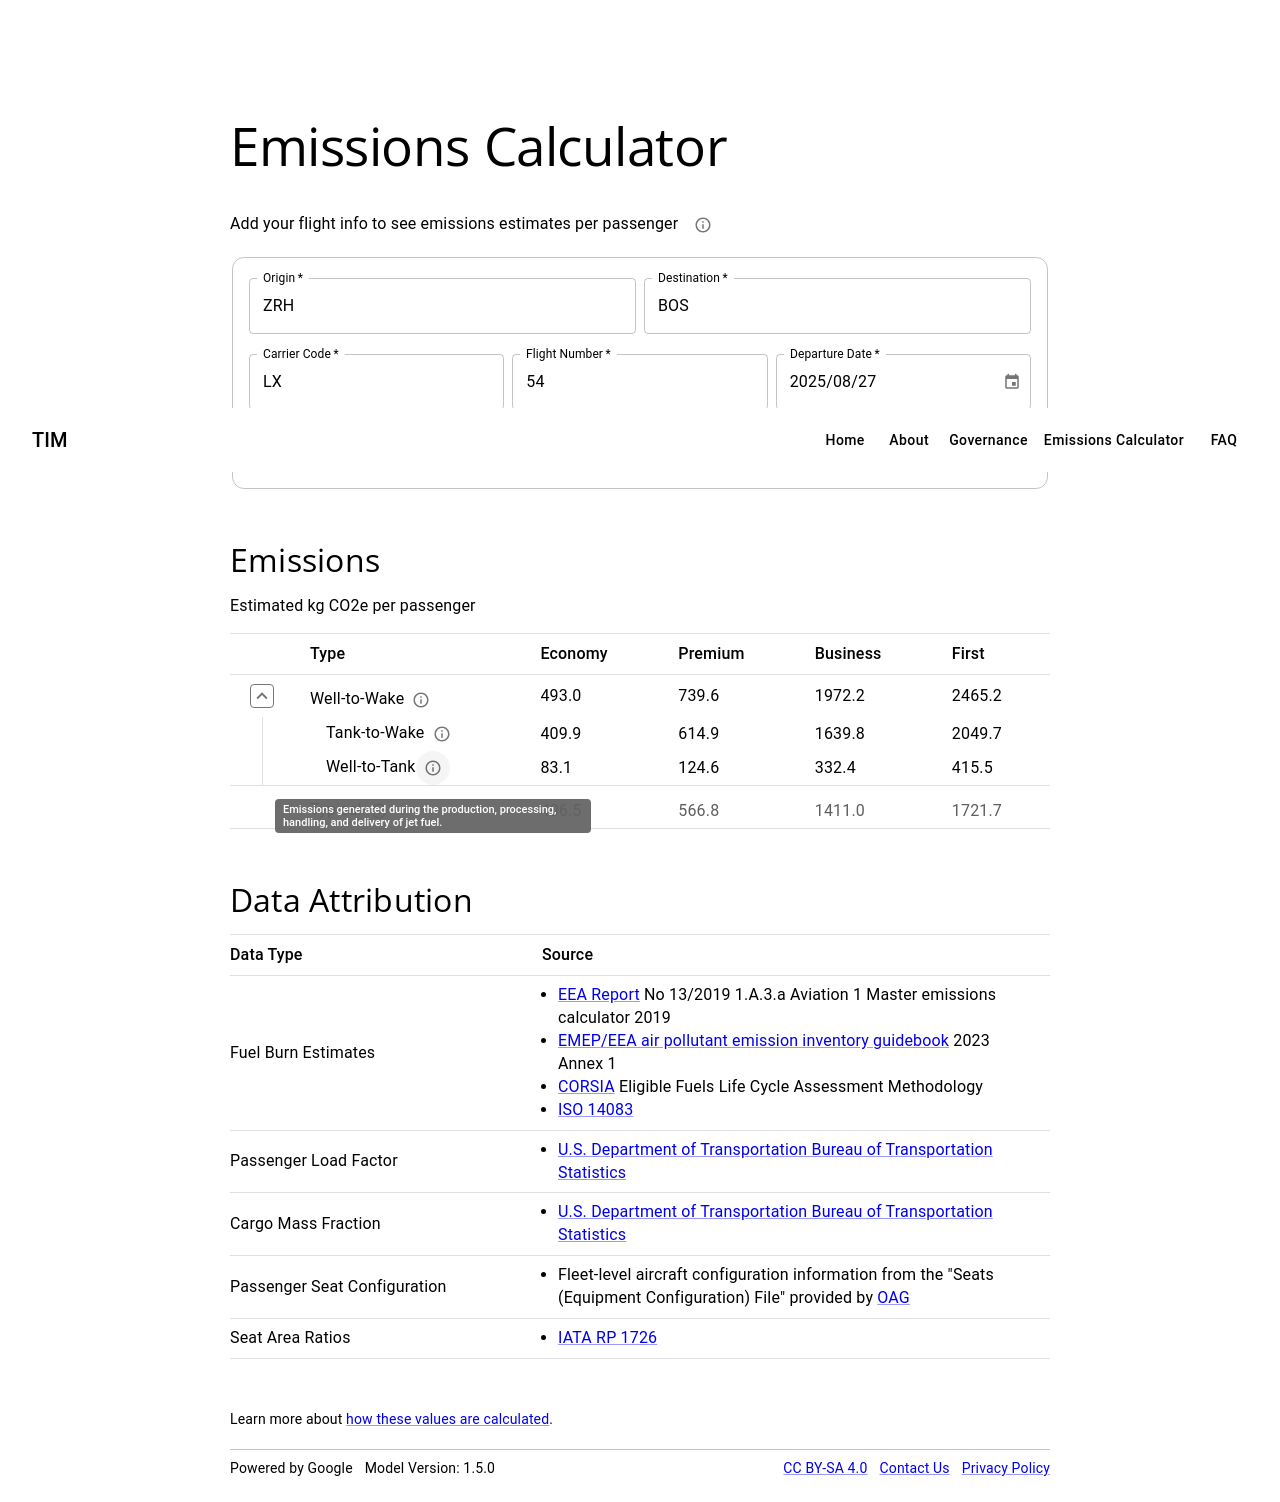 Emissions Calculator
Add your flight info to see emissions estimates per passenger
Origin *
ZRH
Destination *
BOS
Carrier Code *
LX
Flight Number *
54
Departure Date *
2025/08/27
TIM
Home
About
Governance
Emissions Calculator
FAQ
Emissions
Estimated kg CO2e per passenger
Type Economy Premium Business First
Well-to-Wake 493.0 739.6 1972.2 2465.2
Tank-to-Wake 409.9 614.9 1639.8 2049.7
Well-to-Tank 83.1 124.6 332.4 415.5
Emissions generated during the production, processing,
handling, and delivery of jet fuel.
566.8 1411.0 1721.7
Data Attribution
Data Type Source
Fuel Burn Estimates
• EEA Report No 13/2019 1.A.3.a Aviation 1 Master emissions
calculator 2019
• EMEP/EEA air pollutant emission inventory guidebook 2023
Annex 1
• CORSIA Eligible Fuels Life Cycle Assessment Methodology
• ISO 14083
Passenger Load Factor
• U.S. Department of Transportation Bureau of Transportation
Statistics
Cargo Mass Fraction
• U.S. Department of Transportation Bureau of Transportation
Statistics
Passenger Seat Configuration
• Fleet-level aircraft configuration information from the "Seats
(Equipment Configuration) File" provided by OAG
Seat Area Ratios
• IATA RP 1726
Learn more about how these values are calculated.
Powered by Google Model Version: 1.5.0 CC BY-SA 4.0 Contact Us Privacy Policy